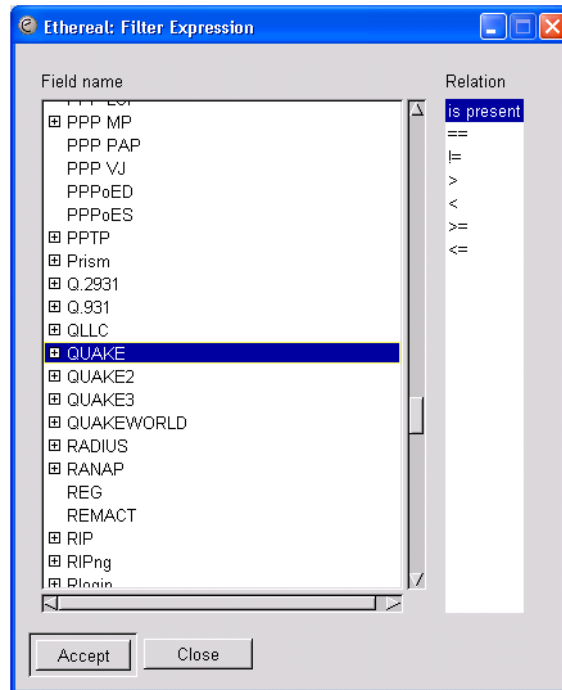 Ethereal: Filter Expression
Field name
Relation
PPP MP
PPP PAP
PPP VJ
PPPoED
PPPoES
PPTP
Prism
Q.2931
Q.931
QLLC
QUAKE
QUAKE2
QUAKE3
QUAKEWORLD
RADIUS
RANAP
REG
REMACT
RIP
RIPng
Rlogin
is present
==
!=
>
<
>=
<=
Accept
Close